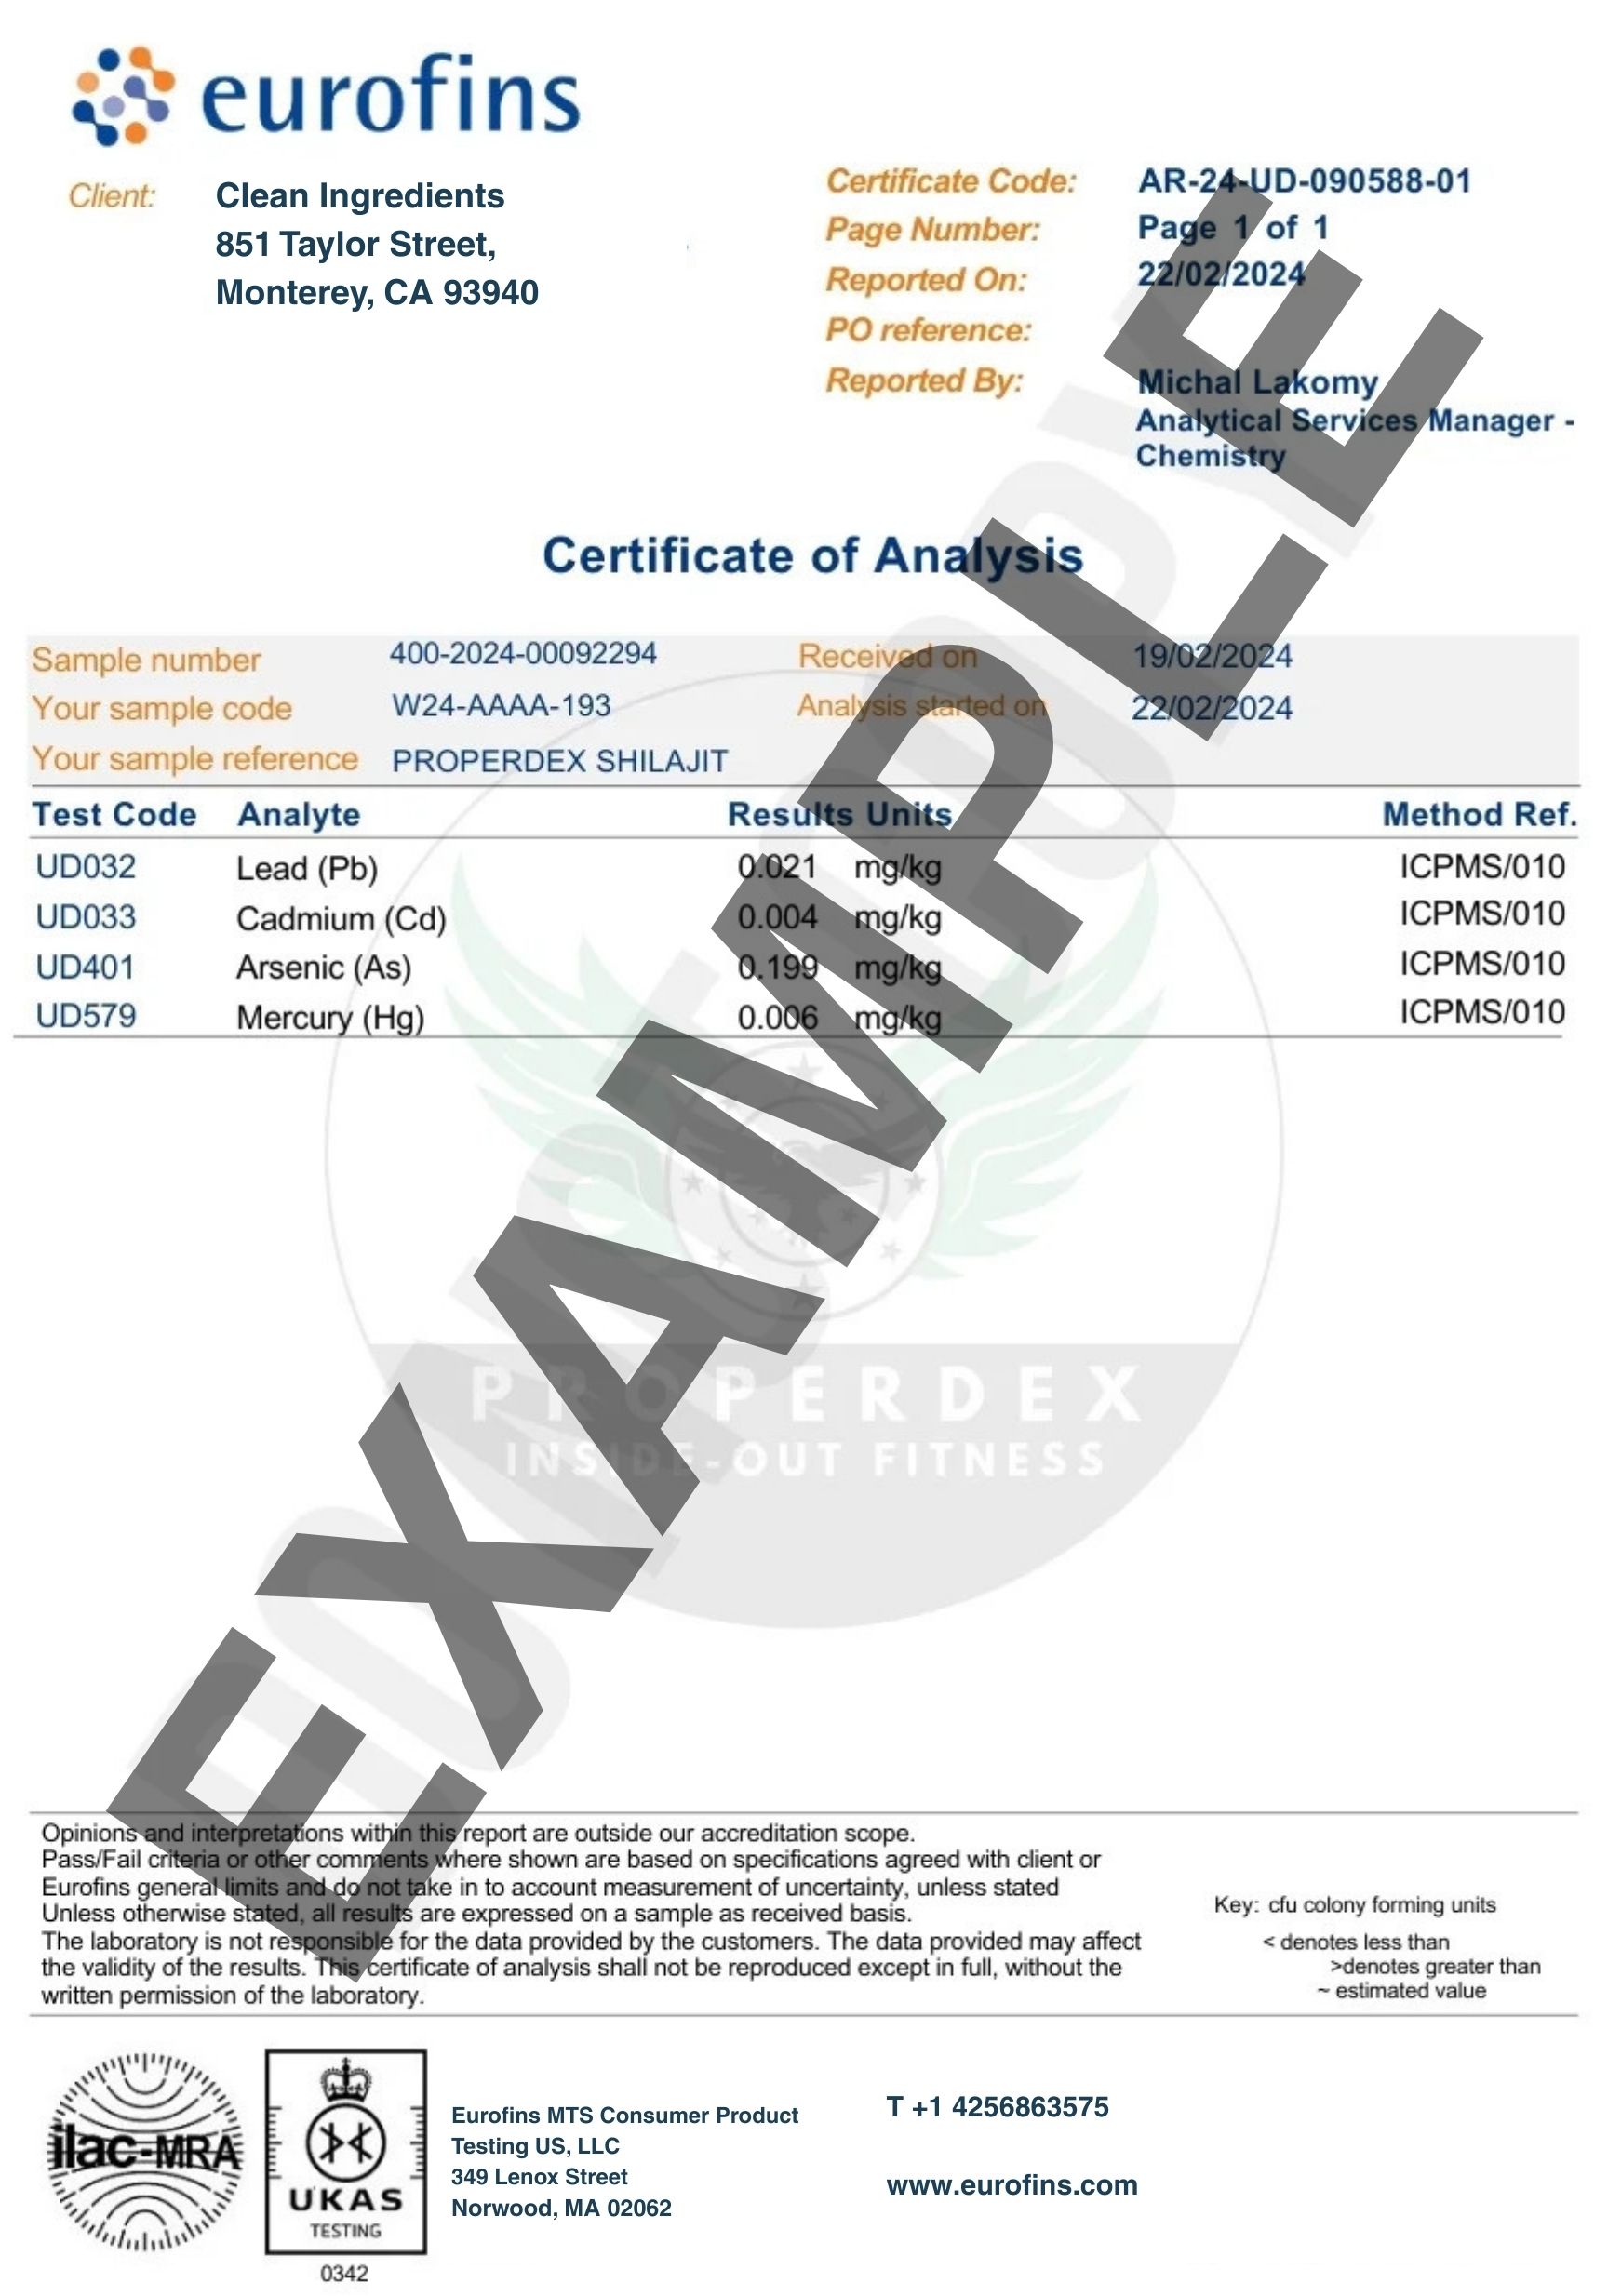 eurofins
Client: Clean Ingredients
851 Taylor Street,
Monterey, CA 93940
Certificate Code: AR-24-UD-090588-01
Page Number: Page 1 of 1
Reported On: 22/02/2024
PO reference:
Reported By: Michal Lakomy
Analytical Services Manager -
Chemistry
Certificate of Analysis
Sample number 400-2024-00092294 Received on 19/02/2024
Your sample code W24-AAAA-193 Analysis started on 22/02/2024
Your sample reference PROPERDEX SHILAJIT
Test Code Analyte Results Units Method Ref.
UD032 Lead (Pb) 0.021 mg/kg ICPMS/010
UD033 Cadmium (Cd) 0.004 mg/kg ICPMS/010
UD401 Arsenic (As) 0.199 mg/kg ICPMS/010
UD579 Mercury (Hg) 0.006 mg/kg ICPMS/010
EXAMPLE
PROPERDEX
INSIDE-OUT FITNESS
Opinions and interpretations within this report are outside our accreditation scope.
Pass/Fail criteria or other comments where shown are based on specifications agreed with client or
Eurofins general limits and do not take in to account measurement of uncertainty, unless stated
Unless otherwise stated, all results are expressed on a sample as received basis.
The laboratory is not responsible for the data provided by the customers. The data provided may affect
the validity of the results. This certificate of analysis shall not be reproduced except in full, without the
written permission of the laboratory.
Key: cfu colony forming units
< denotes less than
>denotes greater than
~ estimated value
ilac-MRA
UKAS
TESTING
0342
Eurofins MTS Consumer Product
Testing US, LLC
349 Lenox Street
Norwood, MA 02062
T +1 4256863575
www.eurofins.com